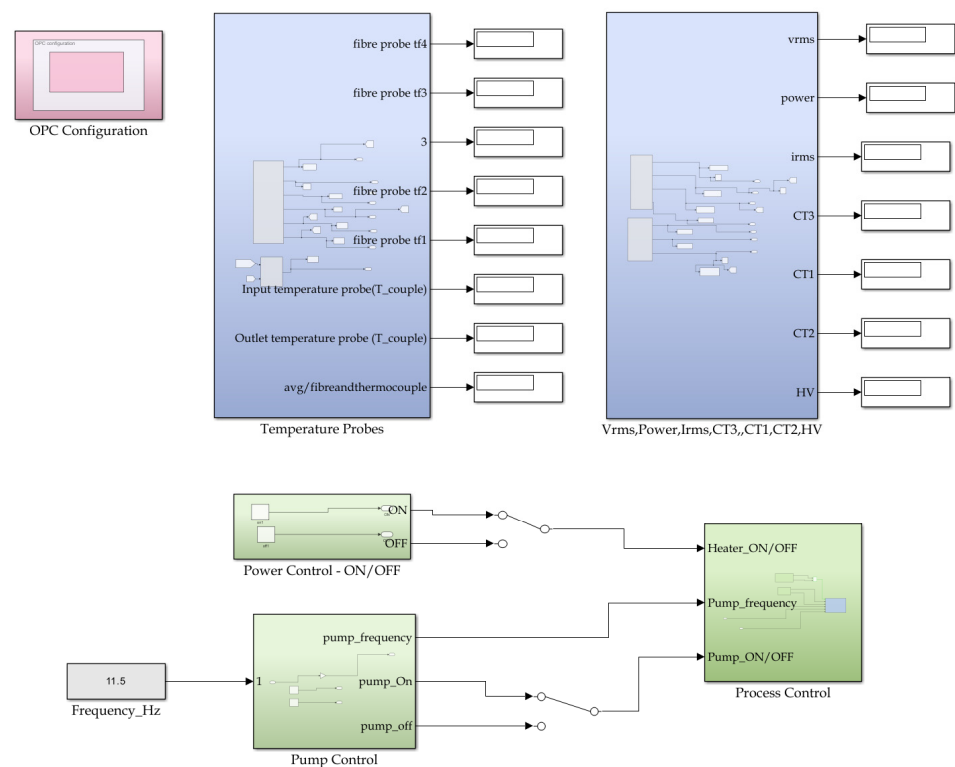 OPC configuration
OPC Configuration
fibre probe tf4
fibre probe tf3
3
fibre probe tf2
fibre probe tf1
Input temperature probe(T_couple)
Outlet temperature probe (T_couple)
avg/fibreandthermocouple
Temperature Probes
vrms
power
irms
CT3
CT1
CT2
HV
Vrms,Power,Irms,CT3,,CT1,CT2,HV
ON
OFF
Power Control - ON/OFF
Heater_ON/OFF
Pump_frequency
Pump_ON/OFF
Process Control
11.5
Frequency_Hz
1
pump_frequency
pump_On
pump_off
Pump Control